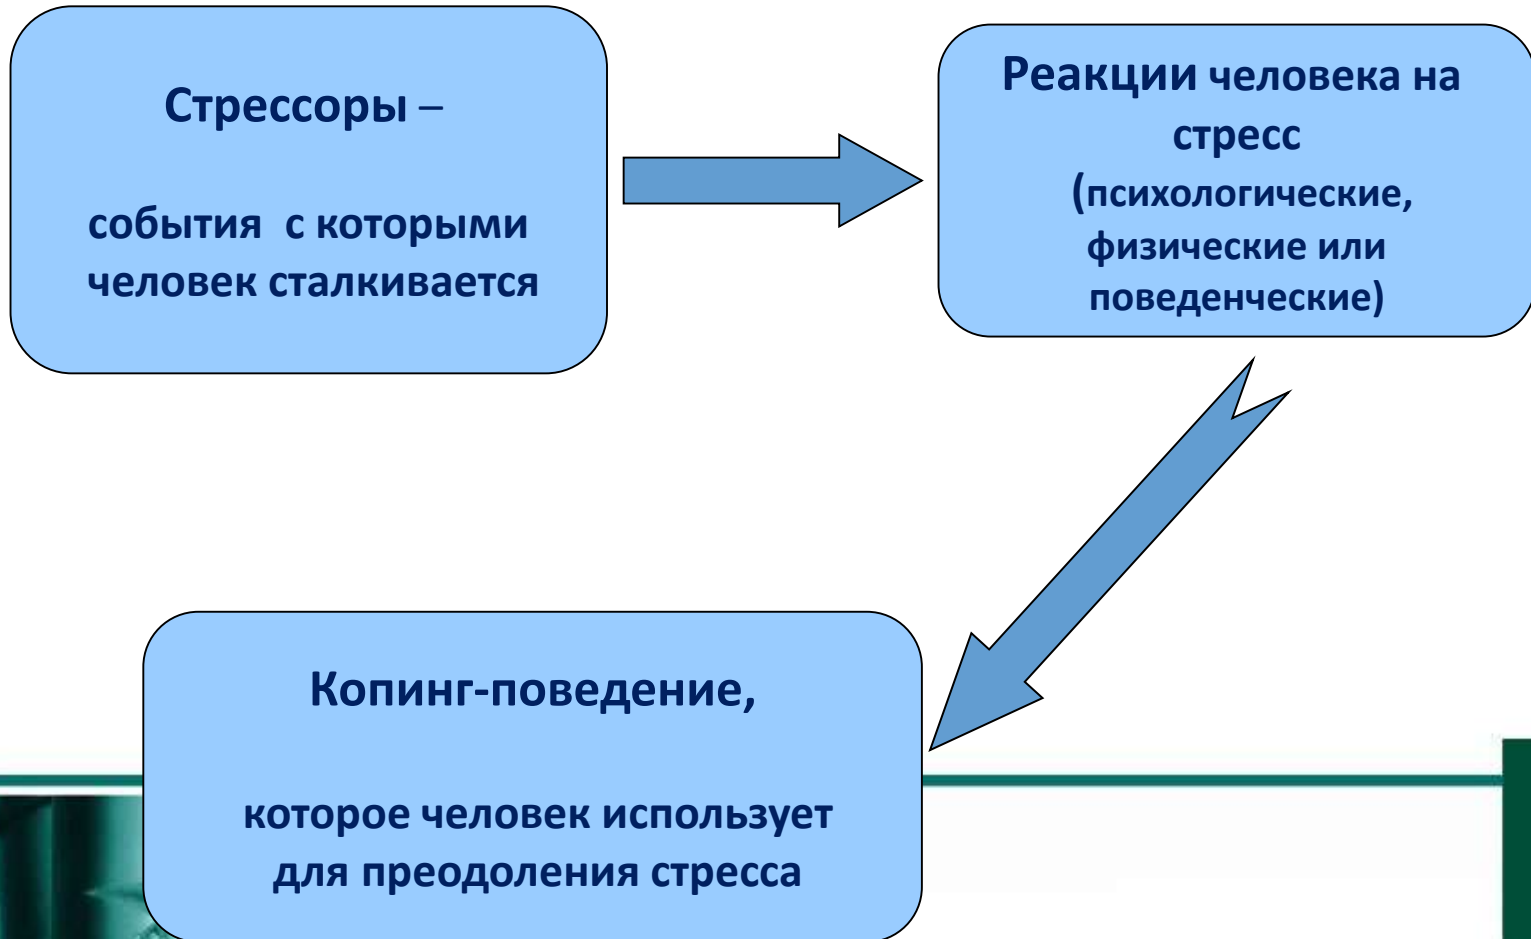 Стрессоры –
события  с которыми
человек сталкивается
Реакции человека на
стресс
(психологические,
физические или
поведенческие)
Копинг-поведение,
которое человек использует
для преодоления стресса